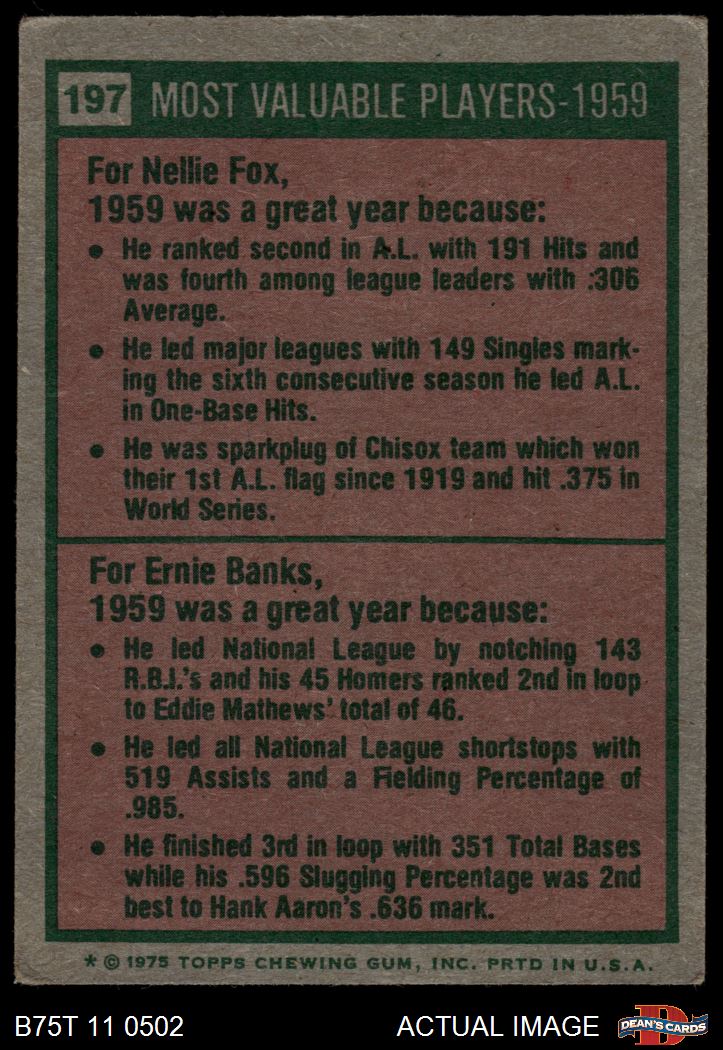 197 MOST VALUABLE PLAYERS-1959
For Nellie Fox,
1959 was a great year because:
• He ranked second in A.L. with 191 Hits and
was fourth among league leaders with .306
Average.
• He led major leagues with 149 Singles mark-
ing the sixth consecutive season he led A.L.
in One-Base Hits.
• He was sparkplug of Chisox team which won
their 1st A.L. flag since 1919 and hit .375 in
World Series.
For Ernie Banks,
1959 was a great year because:
• He led National League by notching 143
R.B.I.'s and his 45 Homers ranked 2nd in loop
to Eddie Mathews' total of 46.
• He led all National League shortstops with
519 Assists and a Fielding Percentage of
.985.
• He finished 3rd in loop with 351 Total Bases
while his .596 Slugging Percentage was 2nd
best to Hank Aaron's .636 mark.
* © 1975 TOPPS CHEWING GUM, INC. PRTD IN U.S.A.
B75T 11 0502 ACTUAL IMAGE
D
DEAN'S CARDS